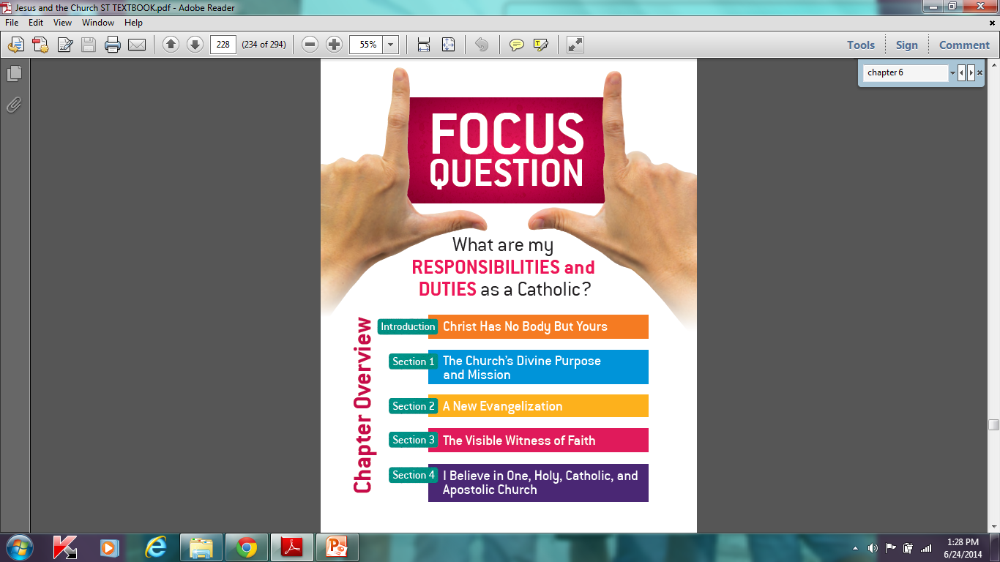 Jesus and the Church ST TEXTBOOK.pdf - Adobe Reader
File Edit View Window Help
228 (234 of 294) 55% Tools Sign Comment
chapter 6
FOCUS
QUESTION
What are my
RESPONSIBILITIES and
DUTIES as a Catholic?
Chapter Overview
Introduction Christ Has No Body But Yours
Section 1 The Church's Divine Purpose
and Mission
Section 2 A New Evangelization
Section 3 The Visible Witness of Faith
Section 4 I Believe in One, Holy, Catholic, and
Apostolic Church
1:28 PM
6/24/2014